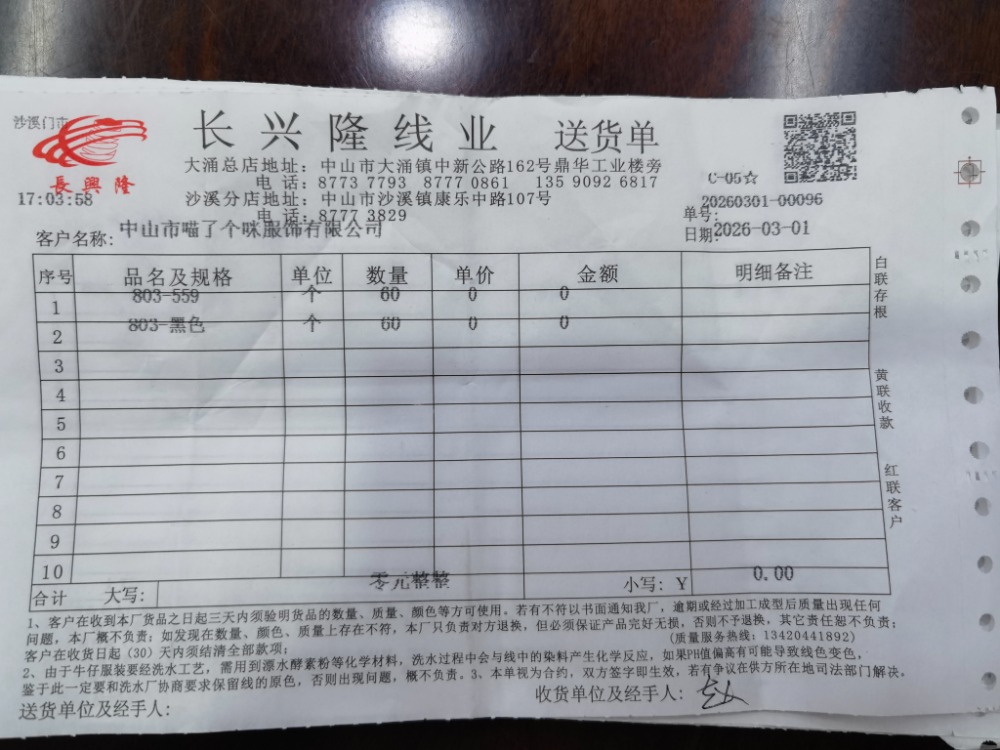 沙溪门市
長興隆
17:03:58
长兴隆线业 送货单
大涌总店地址：中山市大涌镇中新公路162号鼎华工业楼旁
电话：8773 7793 8777 0861 135 9092 6817
沙溪分店地址：中山市沙溪镇康乐中路107号
电话：8777 3829
C-05☆
单号：20260301-00096
客户名称：中山市喵了个咪服饰有限公司
日期：2026-03-01
序号 品名及规格 单位 数量 单价 金额 明细备注
1 803-559 个 60 0 0
2 803-黑色 个 60 0 0
3
4
5
6
7
8
9
10
合计 大写：零元整整 小写：Y 0.00
白联存根
黄联收款
红联客户
1、客户在收到本厂货品之日起三天内须验明货品的数量、质量、颜色等方可使用。若有不符以书面通知我厂，逾期或经过加工成型后质量出现任何
问题，本厂概不负责；如发现在数量、颜色、质量上存在不符，本厂只负责对方退换，但必须保证产品完好无损，否则不予退换，其它责任恕不负责；
客户在收货日起(30)天内须结清全部款项；
(质量服务热线：13420441892)
2、由于牛仔服装要经洗水工艺，需用到漂水酵素粉等化学材料，洗水过程中会与线中的染料产生化学反应，如果PH值偏高有可能导致线色变色，
鉴于此一定要和洗水厂协商要求保留线的原色，否则出现问题，概不负责。3、本单视为合约，双方签字即生效，若有争议在供方所在地司法部门解决。
送货单位及经手人：
收货单位及经手人：